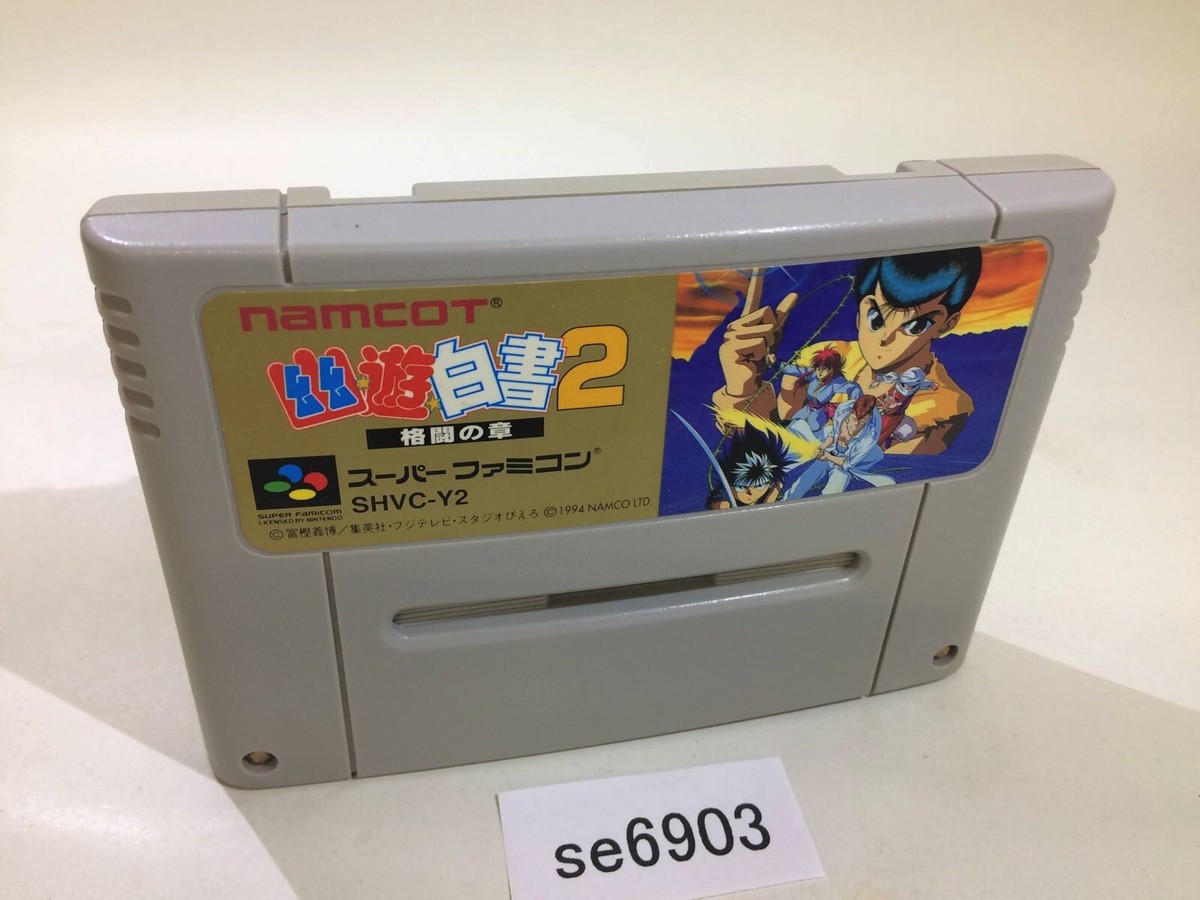 namcoT®
幽☆遊☆白書2
格闘の章
スーパーファミコン®
SHVC-Y2
SUPER FAMICOM
LICENSED BY NINTENDO
©1994 NAMCO LTD.
©冨樫義博／集英社・フジテレビ・スタジオぴえろ
se6903